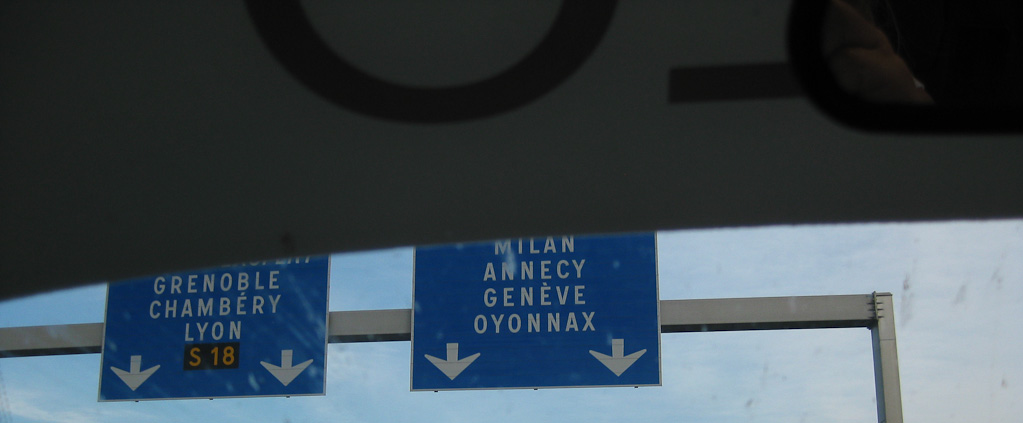 GRENOBLE
CHAMBÉRY
LYON
S 18
MILAN
ANNECY
GENÈVE
OYONNAX